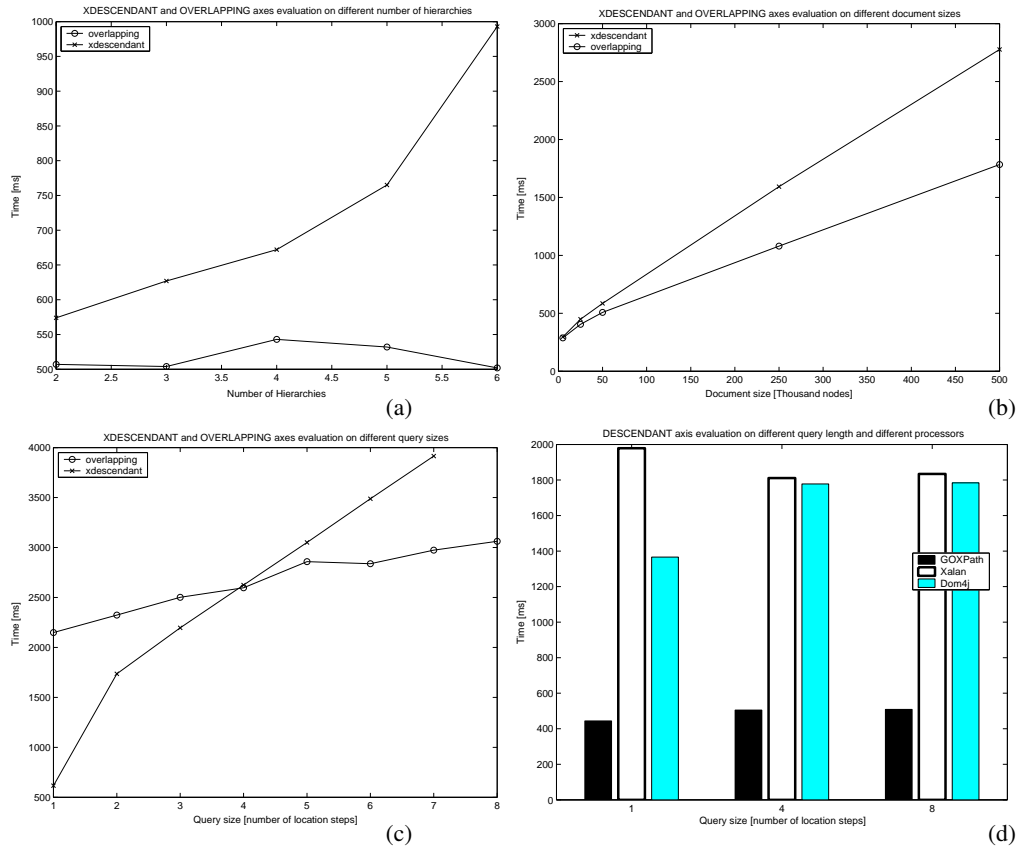 XDESCENDANT and OVERLAPPING axes evaluation on different number of hierarchies
1000
950
900
850
800
750
700
650
600
550
500
Time [ms]
overlapping
xdescendant
2 2.5 3 3.5 4 4.5 5 5.5 6
Number of Hierarchies
(a)
XDESCENDANT and OVERLAPPING axes evaluation on different document sizes
3000
2500
2000
1500
1000
500
0
Time [ms]
xdescendant
overlapping
0 50 100 150 200 250 300 350 400 450 500
Document size [Thousand nodes]
(b)
XDESCENDANT and OVERLAPPING axes evaluation on different query sizes
4000
3500
3000
2500
2000
1500
1000
500
Time [ms]
overlapping
xdescendant
1 2 3 4 5 6 7 8
Query size [number of location steps]
(c)
DESCENDANT axis evaluation on different query length and different processors
2000
1800
1600
1400
1200
1000
800
600
400
200
0
Time [ms]
GOXPath
Xalan
Dom4j
1 4 8
Query size [number of location steps]
(d)